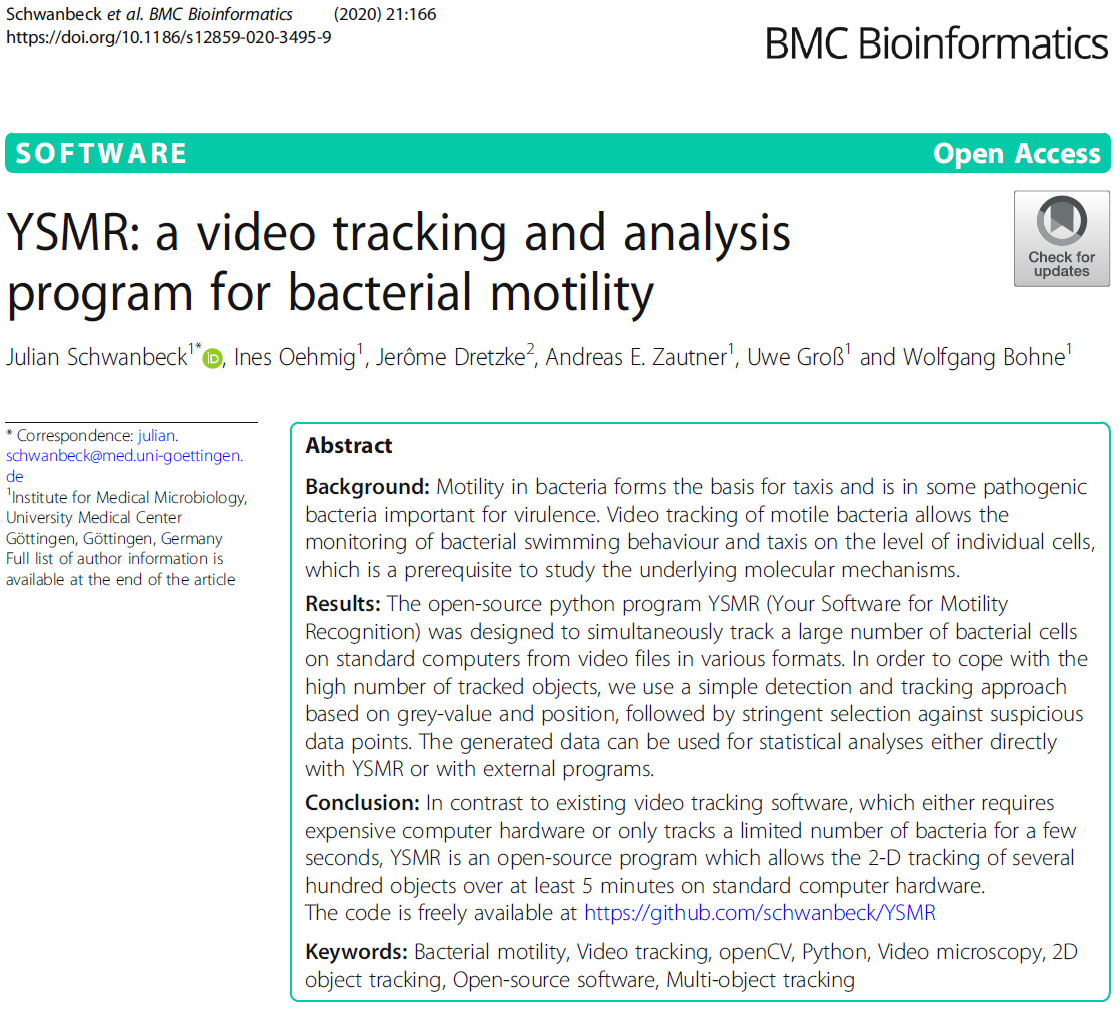 Schwanbeck et al. BMC Bioinformatics (2020) 21:166
https://doi.org/10.1186/s12859-020-3495-9
BMC Bioinformatics
SOFTWARE
Open Access
YSMR: a video tracking and analysis
program for bacterial motility
Check for
updates
Julian Schwanbeck1* iD, Ines Oehmig1, Jerôme Dretzke2, Andreas E. Zautner1, Uwe Groß1 and Wolfgang Bohne1
* Correspondence: julian.
schwanbeck@med.uni-goettingen.
de
1Institute for Medical Microbiology,
University Medical Center
Göttingen, Göttingen, Germany
Full list of author information is
available at the end of the article
Abstract
Background: Motility in bacteria forms the basis for taxis and is in some pathogenic
bacteria important for virulence. Video tracking of motile bacteria allows the
monitoring of bacterial swimming behaviour and taxis on the level of individual cells,
which is a prerequisite to study the underlying molecular mechanisms.
Results: The open-source python program YSMR (Your Software for Motility
Recognition) was designed to simultaneously track a large number of bacterial cells
on standard computers from video files in various formats. In order to cope with the
high number of tracked objects, we use a simple detection and tracking approach
based on grey-value and position, followed by stringent selection against suspicious
data points. The generated data can be used for statistical analyses either directly
with YSMR or with external programs.
Conclusion: In contrast to existing video tracking software, which either requires
expensive computer hardware or only tracks a limited number of bacteria for a few
seconds, YSMR is an open-source program which allows the 2-D tracking of several
hundred objects over at least 5 minutes on standard computer hardware.
The code is freely available at https://github.com/schwanbeck/YSMR
Keywords: Bacterial motility, Video tracking, openCV, Python, Video microscopy, 2D
object tracking, Open-source software, Multi-object tracking